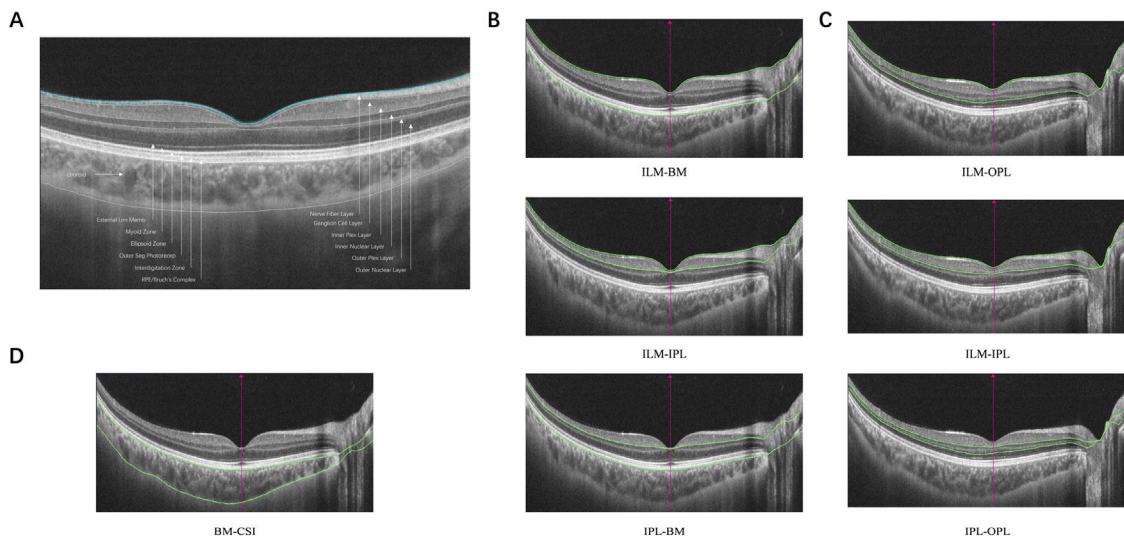 A
choroid
External Lim Memb
Myoid Zone
Ellipsoid Zone
Outer Seg Photorecep
Interdigitation Zone
RPE/Bruch's Complex
Nerve Fiber Layer
Ganglion Cell Layer
Inner Plex Layer
Inner Nuclear Layer
Outer Plex Layer
Outer Nuclear Layer
B
ILM-BM
ILM-IPL
IPL-BM
C
ILM-OPL
ILM-IPL
IPL-OPL
D
BM-CSI